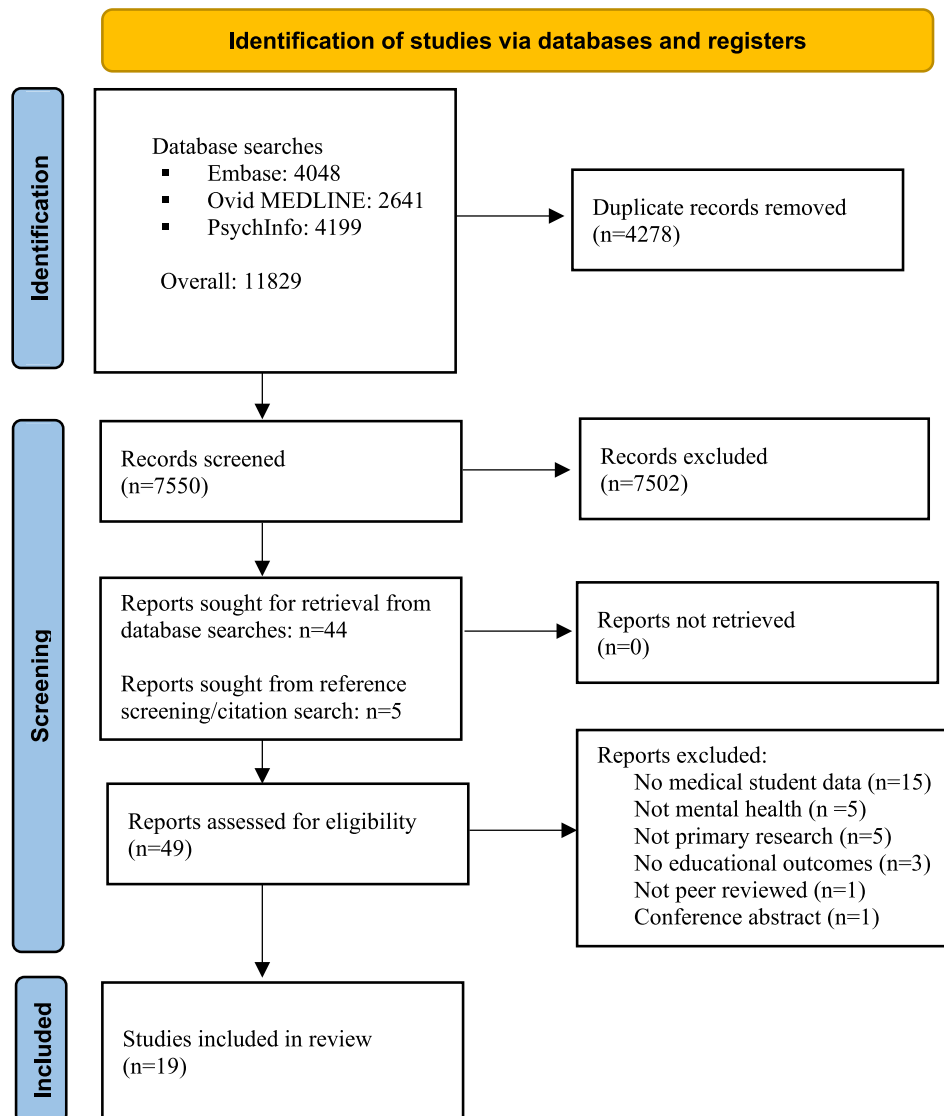 Identification of studies via databases and registers
Identification
Database searches
▪ Embase: 4048
▪ Ovid MEDLINE: 2641
▪ PsychInfo: 4199
Overall: 11829
Duplicate records removed
(n=4278)
Screening
Records screened
(n=7550)
Records excluded
(n=7502)
Reports sought for retrieval from
database searches: n=44
Reports sought from reference
screening/citation search: n=5
Reports not retrieved
(n=0)
Reports assessed for eligibility
(n=49)
Reports excluded:
No medical student data (n=15)
Not mental health (n =5)
Not primary research (n=5)
No educational outcomes (n=3)
Not peer reviewed (n=1)
Conference abstract (n=1)
Included
Studies included in review
(n=19)